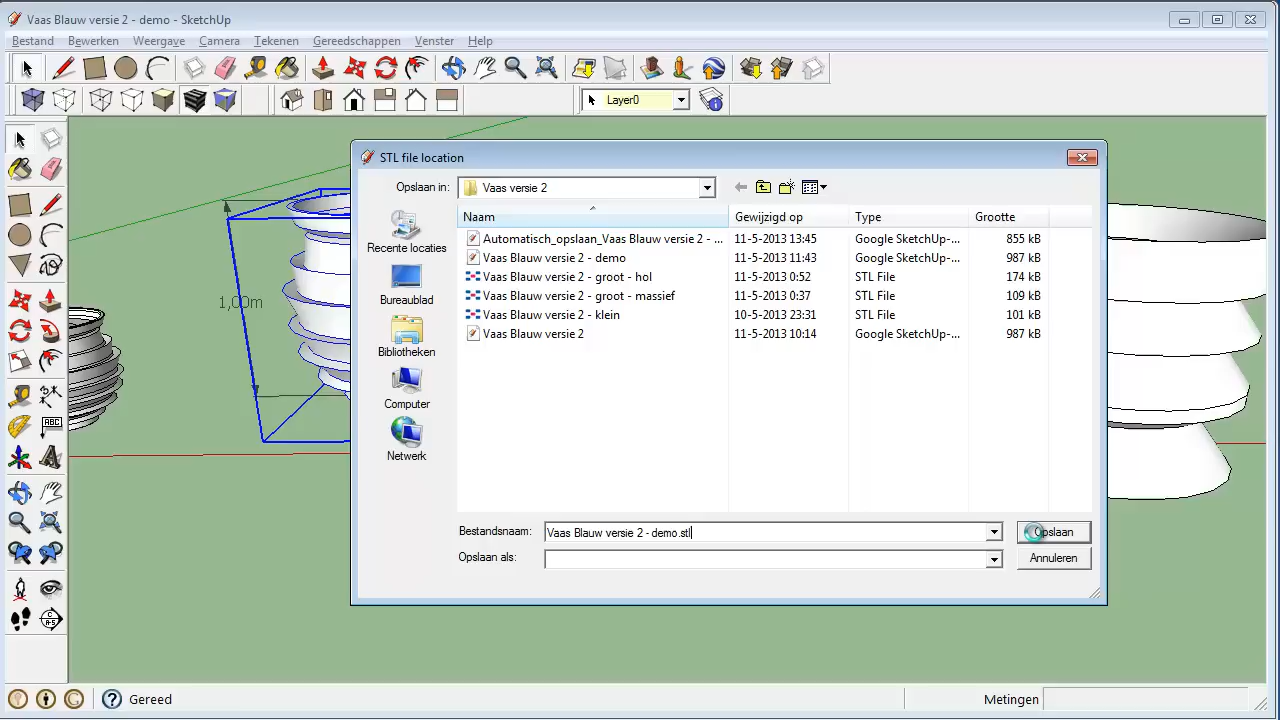 Vaas Blauw versie 2 - demo - SketchUp
Bestand Bewerken Weergave Camera Tekenen Gereedschappen Venster Help
Layer0
STL file location
Opslaan in: Vaas versie 2
Naam Gewijzigd op Type Grootte
Automatisch_opslaan_Vaas Blauw versie 2 - ... 11-5-2013 13:45 Google SketchUp-... 855 kB
Vaas Blauw versie 2 - demo 11-5-2013 11:43 Google SketchUp-... 987 kB
Vaas Blauw versie 2 - groot - hol 11-5-2013 0:52 STL File 174 kB
Vaas Blauw versie 2 - groot - massief 11-5-2013 0:37 STL File 109 kB
Vaas Blauw versie 2 - klein 10-5-2013 23:31 STL File 101 kB
Vaas Blauw versie 2 11-5-2013 10:14 Google SketchUp-... 987 kB
Recente locaties
Bureaublad
Bibliotheken
Computer
Netwerk
1,00m
ABC
Bestandsnaam: Vaas Blauw versie 2 - demo.stl Opslaan
Opslaan als: Annuleren
Gereed
Metingen